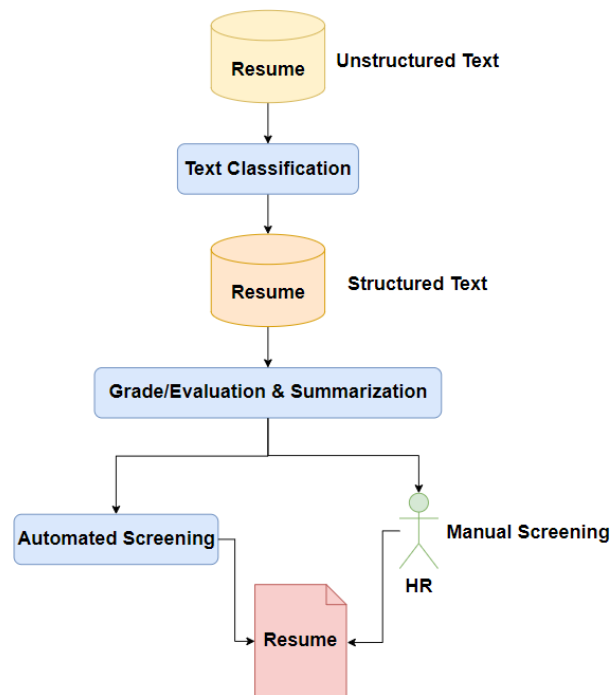 Resume
Unstructured Text
Text Classification
Resume
Structured Text
Grade/Evaluation & Summarization
Automated Screening
Manual Screening
HR
Resume